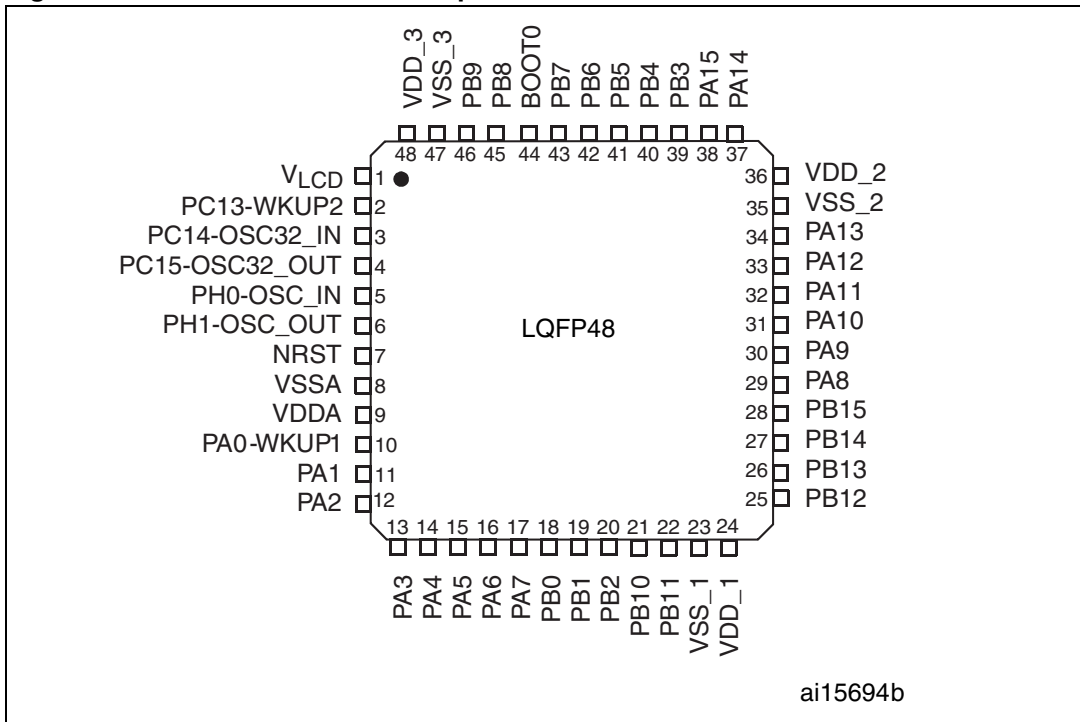 VDD_3
VSS_3
PB9
PB8
BOOT0
PB7
PB6
PB5
PB4
PB3
PA15
PA14
48 47 46 45 44 43 42 41 40 39 38 37
VLCD 1
PC13-WKUP2 2
PC14-OSC32_IN 3
PC15-OSC32_OUT 4
PH0-OSC_IN 5
PH1-OSC_OUT 6
NRST 7
VSSA 8
VDDA 9
PA0-WKUP1 10
PA1 11
PA2 12
LQFP48
36 VDD_2
35 VSS_2
34 PA13
33 PA12
32 PA11
31 PA10
30 PA9
29 PA8
28 PB15
27 PB14
26 PB13
25 PB12
13 14 15 16 17 18 19 20 21 22 23 24
PA3
PA4
PA5
PA6
PA7
PB0
PB1
PB2
PB10
PB11
VSS_1
VDD_1
ai15694b